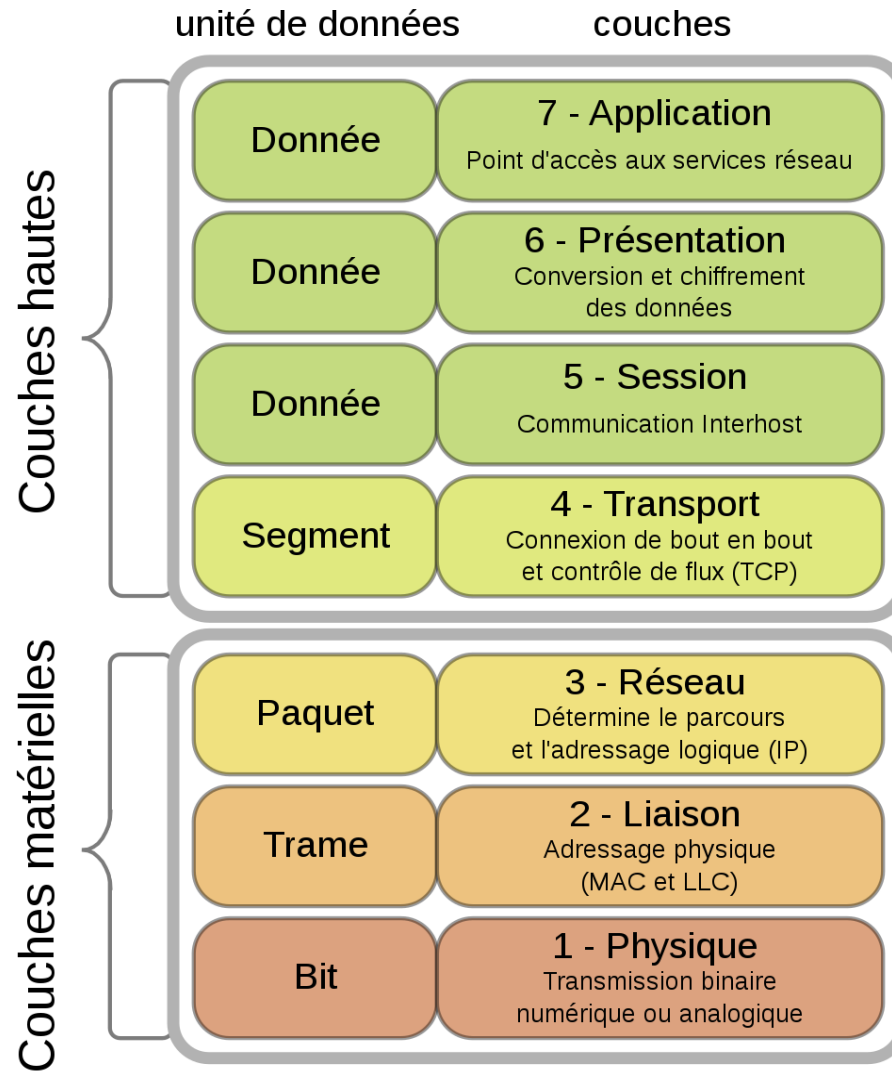 unité de données
couches
Couches hautes
Donnée
7 - Application
Point d'accès aux services réseau
Donnée
6 - Présentation
Conversion et chiffrement
des données
Donnée
5 - Session
Communication Interhost
Segment
4 - Transport
Connexion de bout en bout
et contrôle de flux (TCP)
Couches matérielles
Paquet
3 - Réseau
Détermine le parcours
et l'adressage logique (IP)
Trame
2 - Liaison
Adressage physique
(MAC et LLC)
Bit
1 - Physique
Transmission binaire
numérique ou analogique